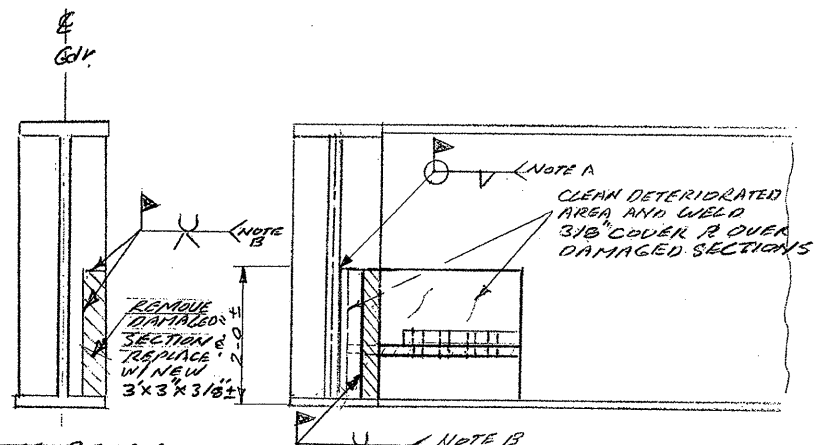 ℄
Gdr.
NOTE A
CLEAN DETERIORATED
AREA AND WELD
3/8" COVER ℞ OVER
DAMAGED SECTIONS
NOTE
B
REMOVE
DAMAGED
SECTION &
REPLACE
W/NEW
3'X3"X3/8"±
2'-0±
NOTE B